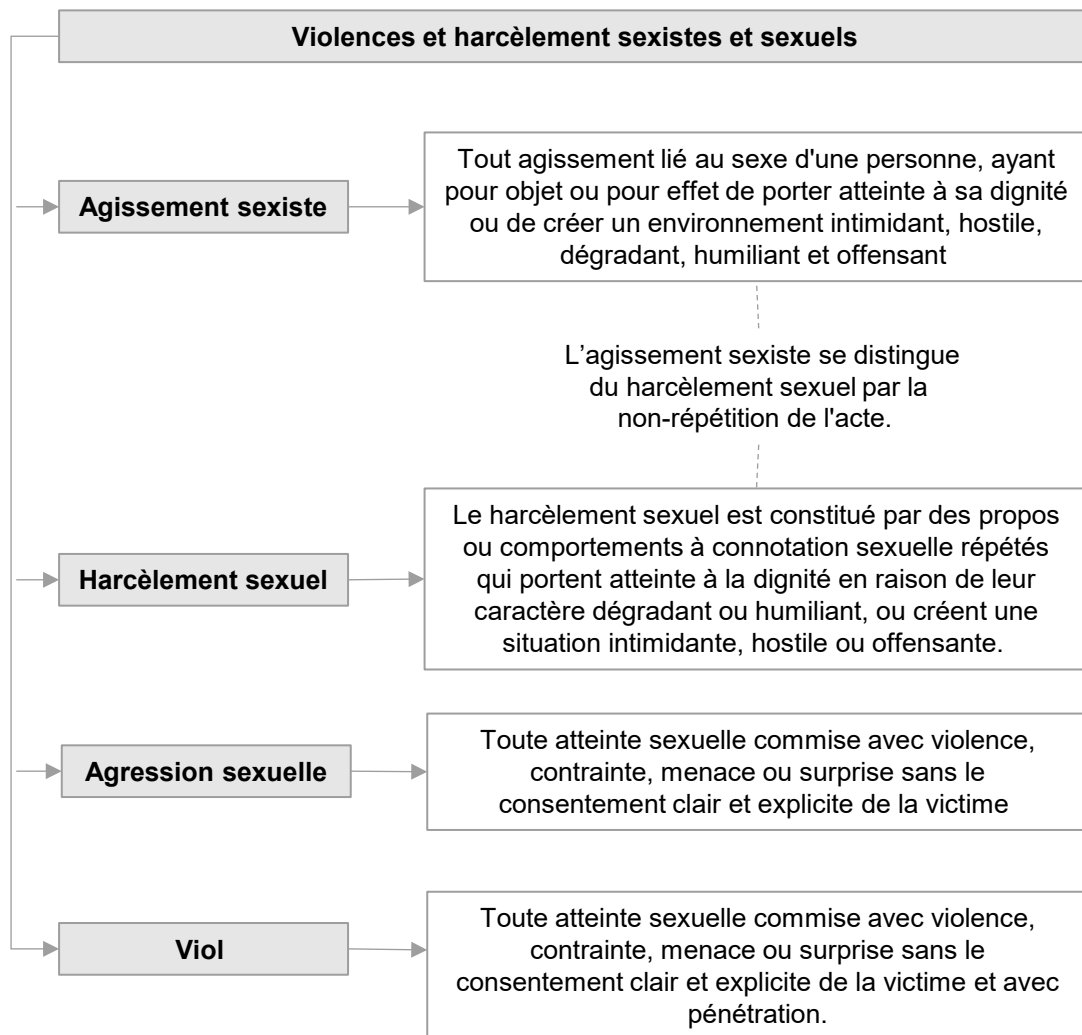 Violences et harcèlement sexistes et sexuels
Agissement sexiste
Tout agissement lié au sexe d'une personne, ayant
pour objet ou pour effet de porter atteinte à sa dignité
ou de créer un environnement intimidant, hostile,
dégradant, humiliant et offensant
L’agissement sexiste se distingue
du harcèlement sexuel par la
non-répétition de l'acte.
Harcèlement sexuel
Le harcèlement sexuel est constitué par des propos
ou comportements à connotation sexuelle répétés
qui portent atteinte à la dignité en raison de leur
caractère dégradant ou humiliant, ou créent une
situation intimidante, hostile ou offensante.
Agression sexuelle
Toute atteinte sexuelle commise avec violence,
contrainte, menace ou surprise sans le
consentement clair et explicite de la victime
Viol
Toute atteinte sexuelle commise avec violence,
contrainte, menace ou surprise sans le
consentement clair et explicite de la victime et avec
pénétration.